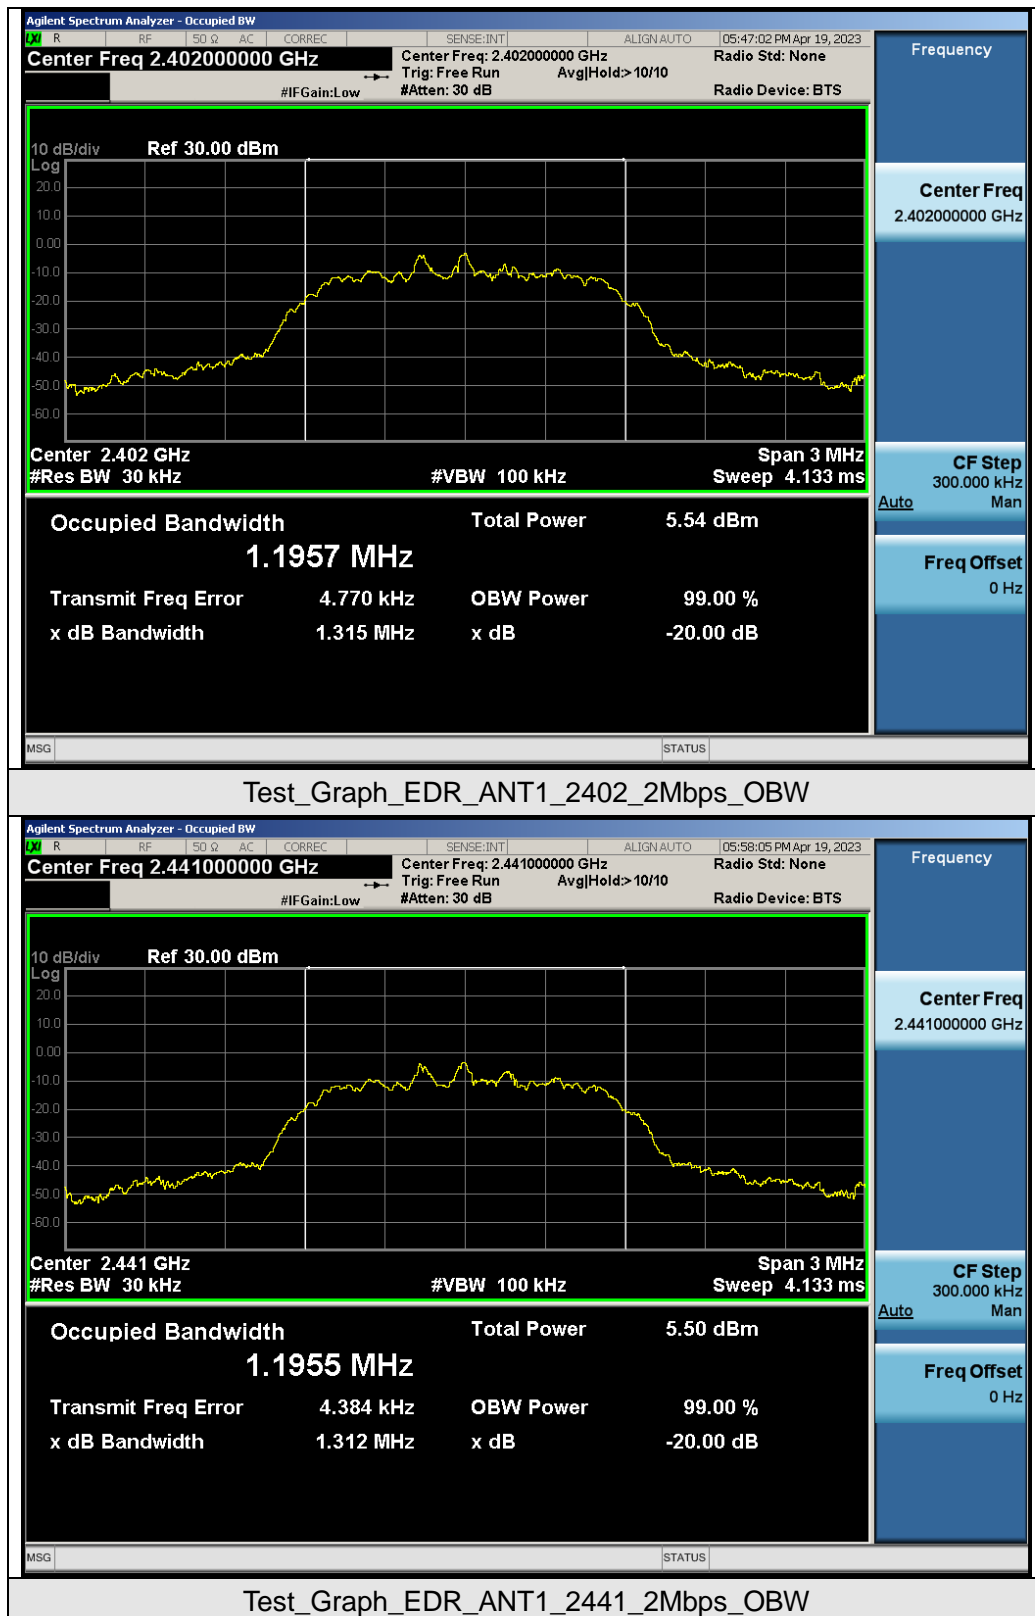 Agilent Spectrum Analyzer - Occupied BW
LXI R RF 50 Ω AC CORREC SENSE:INT ALIGN AUTO 05:47:02 PM Apr 19, 2023
Center Freq 2.402000000 GHz Center Freq: 2.402000000 GHz Radio Std: None Frequency
Trig: Free Run Avg|Hold:> 10/10
#IFGain:Low #Atten: 30 dB Radio Device: BTS
10 dB/div Ref 30.00 dBm
Log
20.0
10.0
0.00
-10.0
-20.0
-30.0
-40.0
-50.0
-60.0
Center 2.402 GHz Span 3 MHz
#Res BW 30 kHz #VBW 100 kHz Sweep 4.133 ms
Center Freq
2.402000000 GHz
CF Step
300.000 kHz
Auto Man
Freq Offset
0 Hz
Occupied Bandwidth Total Power 5.54 dBm
1.1957 MHz
Transmit Freq Error 4.770 kHz OBW Power 99.00 %
x dB Bandwidth 1.315 MHz x dB -20.00 dB
MSG STATUS
Test_Graph_EDR_ANT1_2402_2Mbps_OBW
Agilent Spectrum Analyzer - Occupied BW
LXI R RF 50 Ω AC CORREC SENSE:INT ALIGN AUTO 05:58:05 PM Apr 19, 2023
Center Freq 2.441000000 GHz Center Freq: 2.441000000 GHz Radio Std: None Frequency
Trig: Free Run Avg|Hold:> 10/10
#IFGain:Low #Atten: 30 dB Radio Device: BTS
10 dB/div Ref 30.00 dBm
Log
20.0
10.0
0.00
-10.0
-20.0
-30.0
-40.0
-50.0
-60.0
Center 2.441 GHz Span 3 MHz
#Res BW 30 kHz #VBW 100 kHz Sweep 4.133 ms
Center Freq
2.441000000 GHz
CF Step
300.000 kHz
Auto Man
Freq Offset
0 Hz
Occupied Bandwidth Total Power 5.50 dBm
1.1955 MHz
Transmit Freq Error 4.384 kHz OBW Power 99.00 %
x dB Bandwidth 1.312 MHz x dB -20.00 dB
MSG STATUS
Test_Graph_EDR_ANT1_2441_2Mbps_OBW